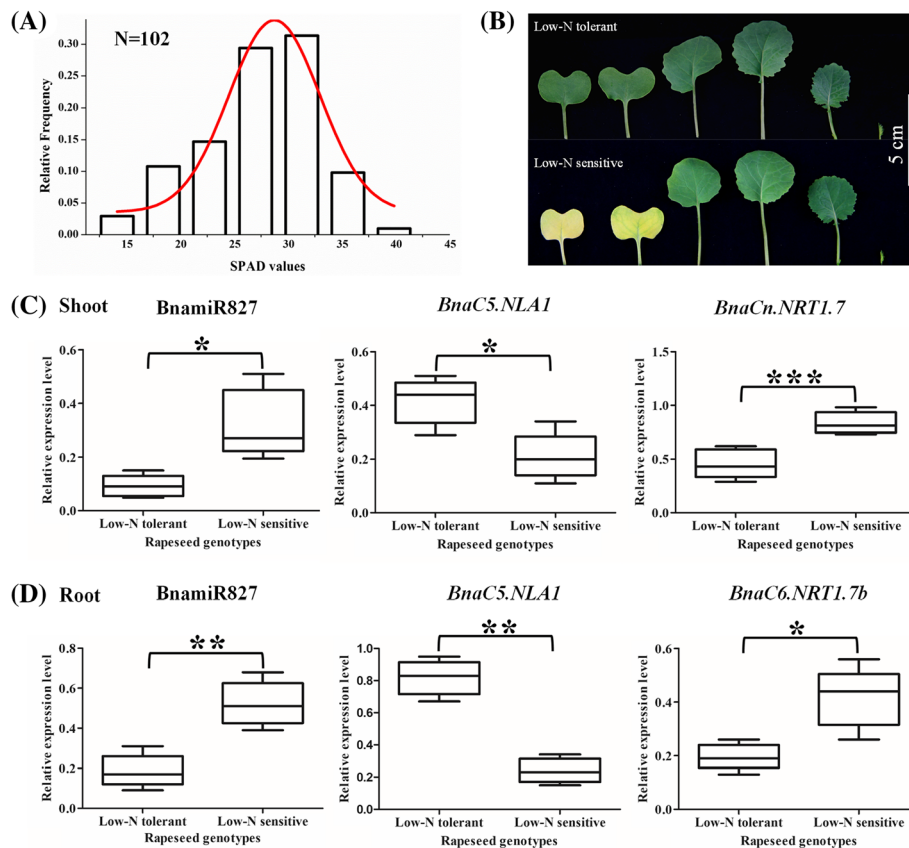 (A)
N=102
Relative Frequency
0.30
0.25
0.20
0.15
0.10
0.05
0.00
15 20 25 30 35 40 45
SPAD values
(B)
Low-N tolerant
Low-N sensitive
5 cm
(C) Shoot
BnamiR827
*
Relative expression level
0.6
0.4
0.2
0.0
Low-N tolerant Low-N sensitive
Rapeseed genotypes
BnaC5.NLA1
*
Relative expression level
0.6
0.4
0.2
0.0
Low-N tolerant Low-N sensitive
Rapeseed genotypes
BnaCn.NRT1.7
***
Relative expression level
1.5
1.0
0.5
0.0
Low-N tolerant Low-N sensitive
Rapeseed genotypes
(D) Root
BnamiR827
**
Relative expression level
0.8
0.6
0.4
0.2
0.0
Low-N tolerant Low-N sensitive
Rapeseed genotypes
BnaC5.NLA1
**
Relative expression level
1.0
0.8
0.6
0.4
0.2
0.0
Low-N tolerant Low-N sensitive
Rapeseed genotypes
BnaC6.NRT1.7b
*
Relative expression level
0.6
0.4
0.2
0.0
Low-N tolerant Low-N sensitive
Rapeseed genotypes